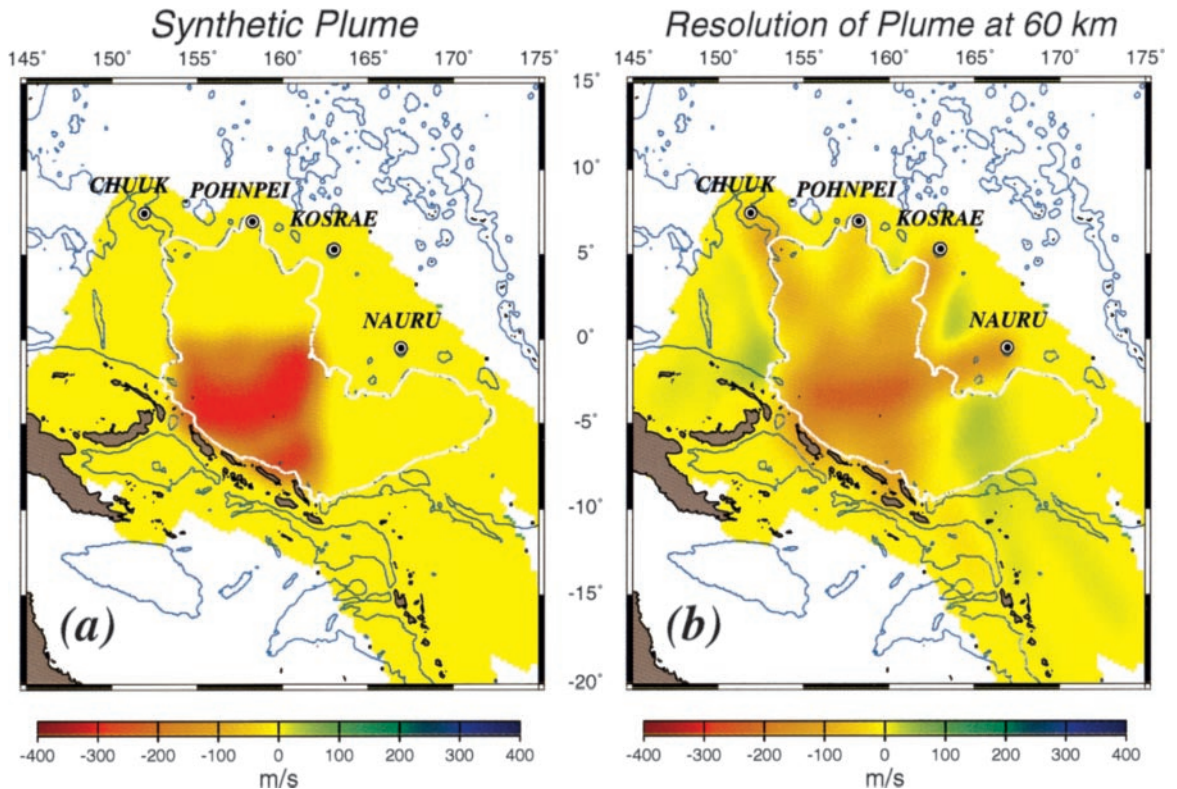 Synthetic Plume
Resolution of Plume at 60 km
145° 150° 155° 160° 165° 170° 175°
145° 150° 155° 160° 165° 170° 175°
15°
10°
5°
0°
-5°
-10°
-15°
-20°
CHUUK
POHNPEI
KOSRAE
NAURU
(a)
CHUUK
POHNPEI
KOSRAE
NAURU
(b)
-400 -300 -200 -100 0 100 200 300 400
m/s
-400 -300 -200 -100 0 100 200 300 400
m/s